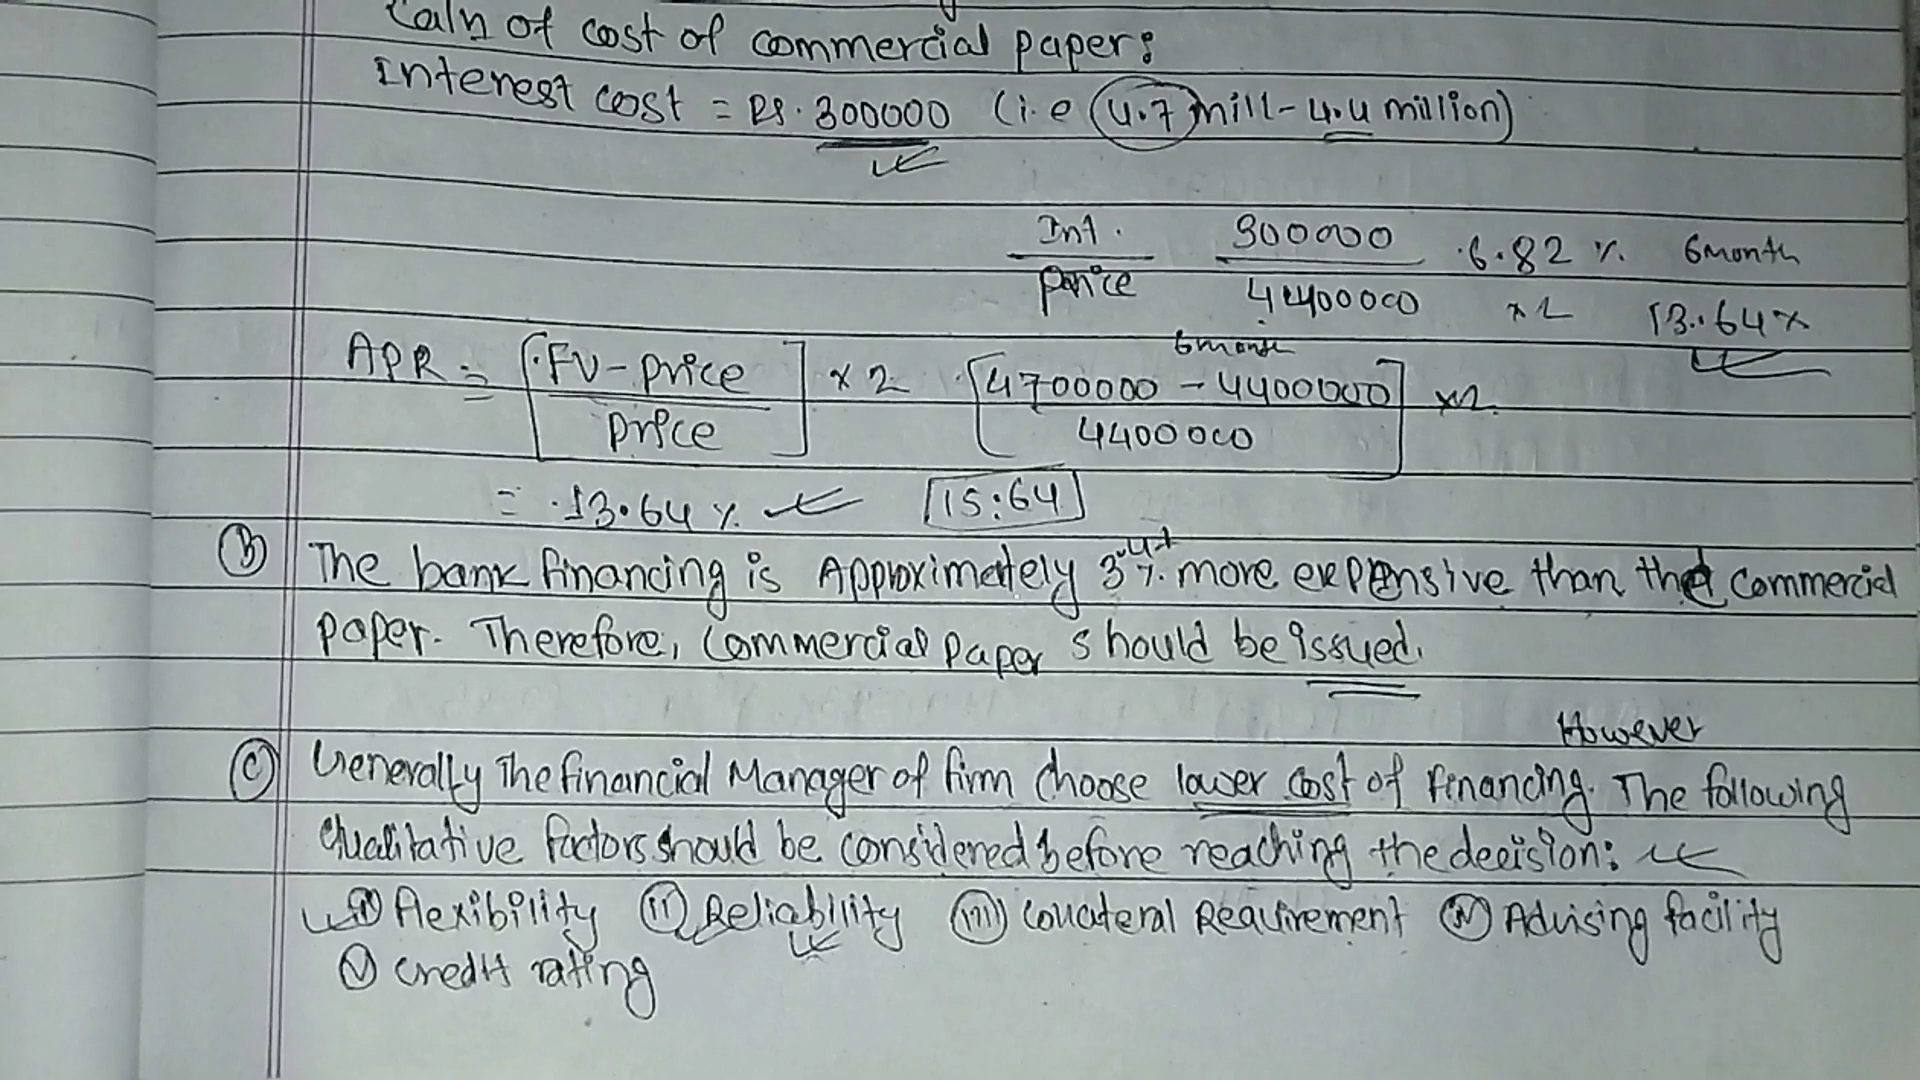 Caln of cost of commercial paper:
Interest cost = Rs. 300000 (i.e 4.7 mill - 4.4 million)
Int. 300000 6.82 % 6month
price 4400000 x 2 13.64%
6 month
APR = [FV - price / price] x 2 [4700000 - 4400000 / 4400000] x2
= 13.64 % [15:64]
(b) The bank financing is Approximately 3% more expensive than the commercial
paper. Therefore, Commercial paper should be issued.
However
(c) Generally The financial Manager of firm choose lower cost of financing. The following
qualitative factors should be considered before reaching the decision:
(i) flexibility (ii) Reliability (iii) Collateral Requirement (iv) Advising facility
(v) credit rating